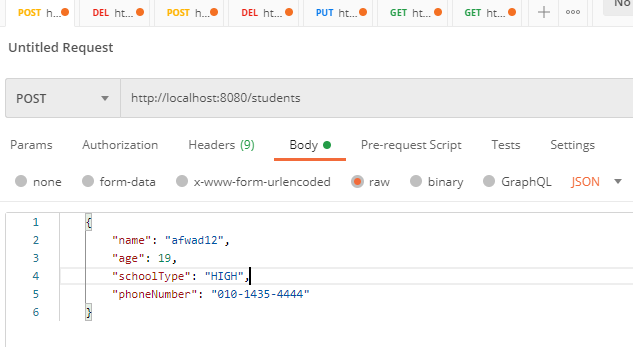 POST h... DEL ht... POST h... DEL ht... PUT ht... GET ht... GET ht... No
Untitled Request
POST http://localhost:8080/students
Params Authorization Headers (9) Body Pre-request Script Tests Settings
none form-data x-www-form-urlencoded raw binary GraphQL JSON
1 {
2 "name": "afwad12",
3 "age": 19,
4 "schoolType": "HIGH",
5 "phoneNumber": "010-1435-4444"
6 }